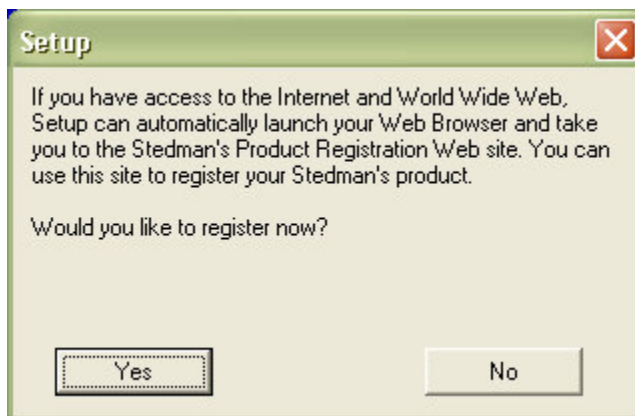 Setup
If you have access to the Internet and World Wide Web,
Setup can automatically launch your Web Browser and take
you to the Stedman's Product Registration Web site. You can
use this site to register your Stedman's product.
Would you like to register now?
Yes
No